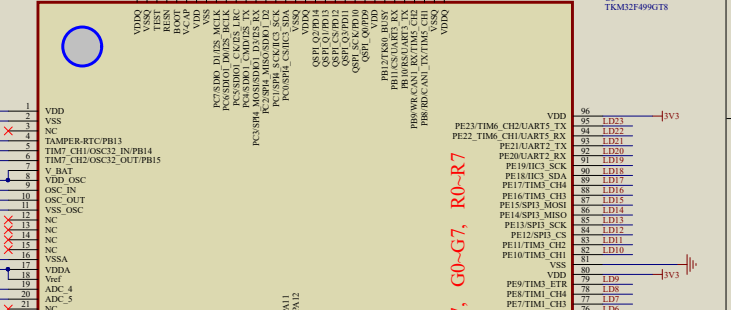 TKM32F499GT8
VDDQ
VSSQ
TEST
RESN
BOOT
V-CAP
VDD
VSS
PC7/SDIO_D1/I2S_MCLK
PC6/SDIO1_D0/I2S_BCLK
PC5/SDIO1_CK/I2S_LRC
PC4/SDIO1_CMD/I2S_TX
PC3/SPI4_MOSI/SDIO1_D3/I2S_RX
PC2/SPI4_MISO/SDIO1_D2
PC1/SPI4_SCK/IIC3_SCK
PC0/SPI4_CS/IIC3_SDA
VSSQ
VDDQ
QSPI_Q2/PD14
QSPI_Q1/PD13
QSPI_CS/PD12
QSPI_Q3/PD11
QSPI_SCK/PD10
QSPI_Q0/PD9
VDD
PB12/TK80_BUSY
PB11/CS/UART3_RX
PB10/RS/UART3_TX
PB9/WR/CAN1_RX/TIM5_CH2
PB8/RD/CAN1_TX/TIM5_CH1
VSSQ
VDDQ
1 VDD
2 VSS
3 NC
4 TAMPER-RTC/PB13
5 TIM7_CH1/OSC32_IN/PB14
6 TIM7_CH2/OSC32_OUT/PB15
7 V_BAT
8 VDD_OSC
9 OSC_IN
10 OSC_OUT
11 VSS_OSC
12 NC
13 NC
14 NC
15 NC
16 VSSA
17 VDDA
18 Vref
19 ADC_4
20 ADC_5
21 NC
G0~G7, R0~R7
PA11
PA12
VDD 96 3V3
PE23/TIM6_CH2/UART5_TX 95 LD23
PE22_TIM6_CH1/UART5_RX 94 LD22
PE21/UART2_TX 93 LD21
PE20/UART2_RX 92 LD20
PE19/IIC3_SCK 91 LD19
PE18/IIC3_SDA 90 LD18
PE17/TIM3_CH4 89 LD17
PE16/TIM3_CH3 88 LD16
PE15/SPI3_MOSI 87 LD15
PE14/SPI3_MISO 86 LD14
PE13/SPI3_SCK 85 LD13
PE12/SPI3_CS 84 LD12
PE11/TIM3_CH2 83 LD11
PE10/TIM3_CH1 82 LD10
VSS 81
VDD 80 3V3
PE9/TIM3_ETR 79 LD9
PE8/TIM1_CH4 78 LD8
PE7/TIM1_CH3 77 LD7
76 LD6